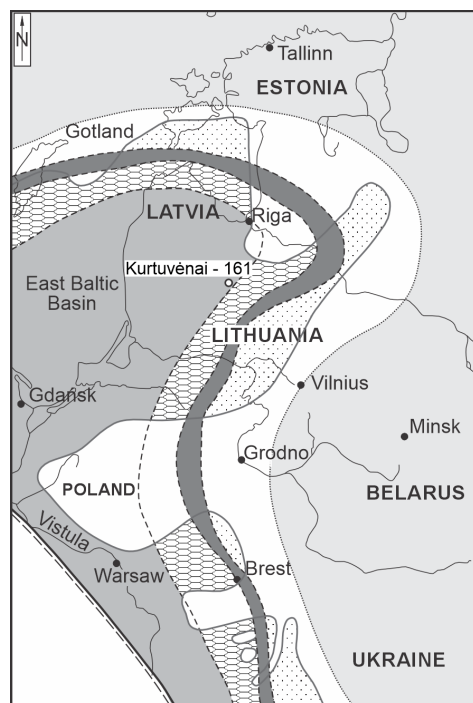 N
Tallinn
ESTONIA
Gotland
LATVIA
Riga
Kurtuvėnai - 161
East Baltic
Basin
LITHUANIA
Vilnius
Gdańsk
Minsk
Grodno
POLAND
BELARUS
Vistula
Warsaw
Brest
UKRAINE